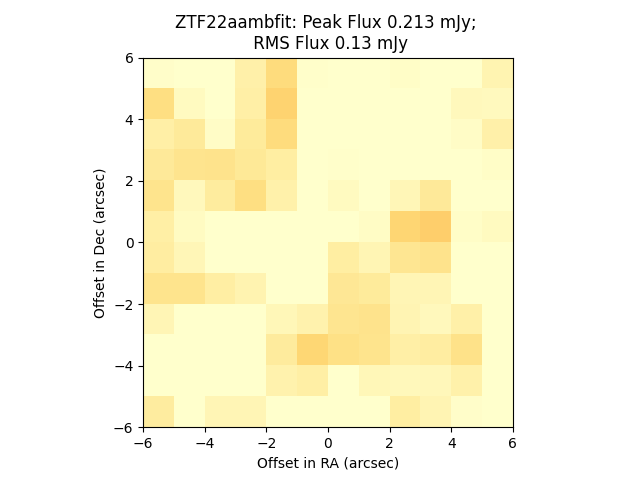 ZTF22aambfit: Peak Flux 0.213 mJy;
RMS Flux 0.13 mJy
6
4
2
0
−2
−4
−6
Offset in Dec (arcsec)
−6 −4 −2 0 2 4 6
Offset in RA (arcsec)